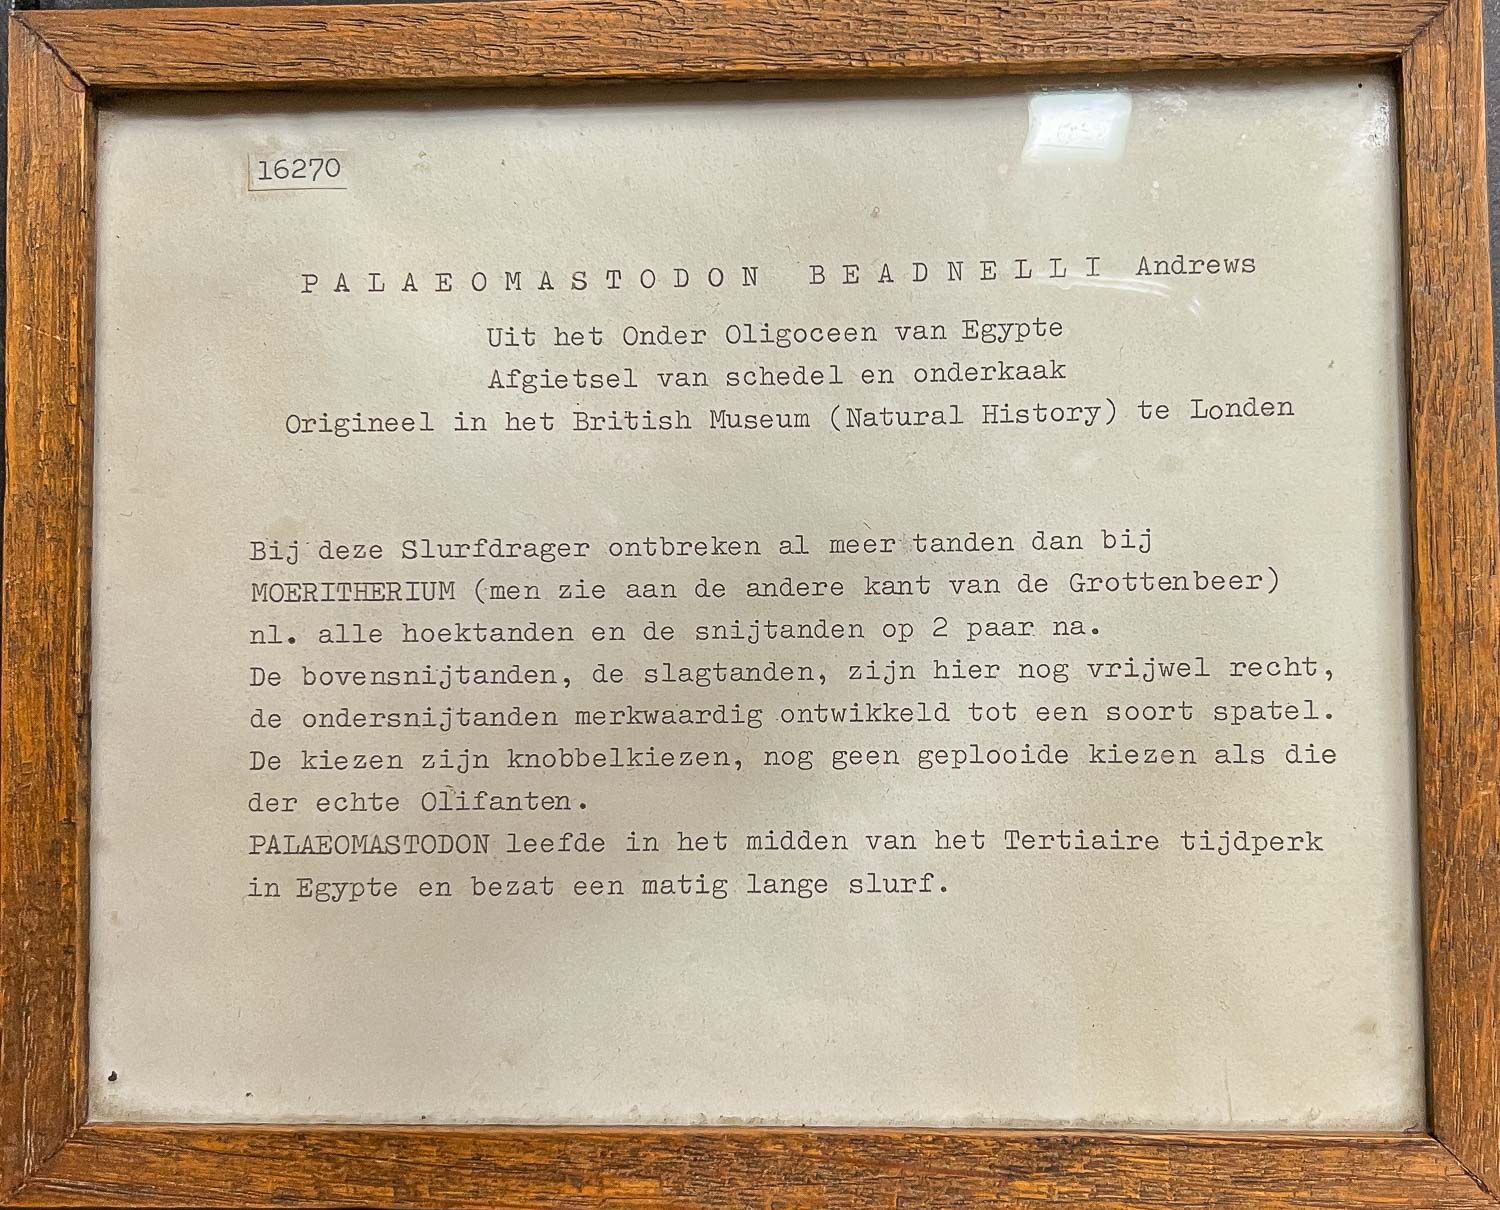 16270
PALAEOMASTODON BEADNELLI Andrews
Uit het Onder Oligoceen van Egypte
Afgietsel van schedel en onderkaak
Origineel in het British Museum (Natural History) te Londen
Bij deze Slurfdrager ontbreken al meer tanden dan bij
MOERITHERIUM (men zie aan de andere kant van de Grottenbeer)
nl. alle hoektanden en de snijtanden op 2 paar na.
De bovensnijtanden, de slagtanden, zijn hier nog vrijwel recht,
de ondersnijtanden merkwaardig ontwikkeld tot een soort spatel.
De kiezen zijn knobbelkiezen, nog geen geplooide kiezen als die
der echte Olifanten.
PALAEOMASTODON leefde in het midden van het Tertiaire tijdperk
in Egypte en bezat een matig lange slurf.